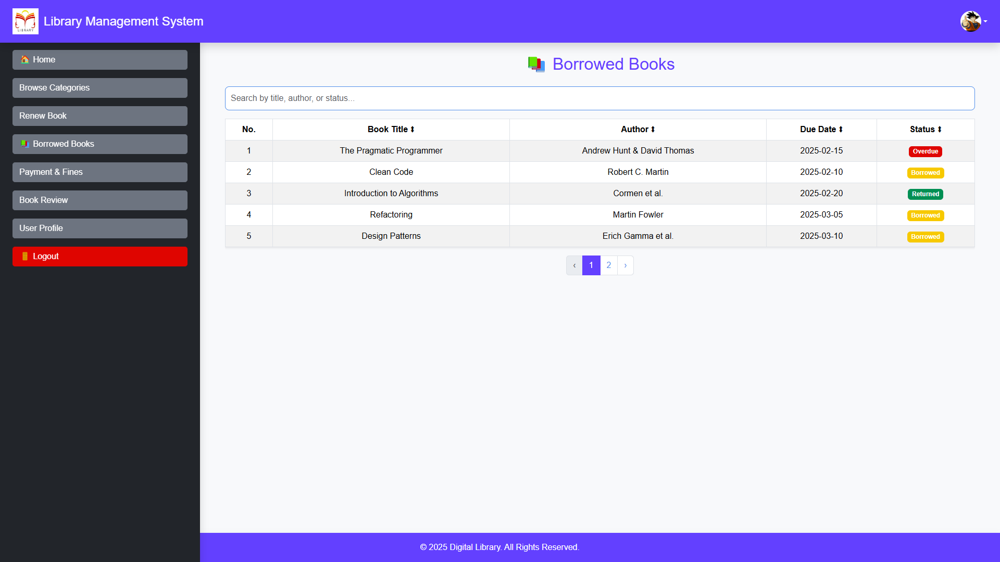 LIBRARY
Library Management System
🏠 Home
Browse Categories
Renew Book
📚 Borrowed Books
Payment & Fines
Book Review
User Profile
🚪 Logout
📚 Borrowed Books
Search by title, author, or status...
No. Book Title ⬍ Author ⬍ Due Date ⬍ Status ⬍
1 The Pragmatic Programmer Andrew Hunt & David Thomas 2025-02-15 Overdue
2 Clean Code Robert C. Martin 2025-02-10 Borrowed
3 Introduction to Algorithms Cormen et al. 2025-02-20 Returned
4 Refactoring Martin Fowler 2025-03-05 Borrowed
5 Design Patterns Erich Gamma et al. 2025-03-10 Borrowed
‹ 1 2 ›
© 2025 Digital Library. All Rights Reserved.